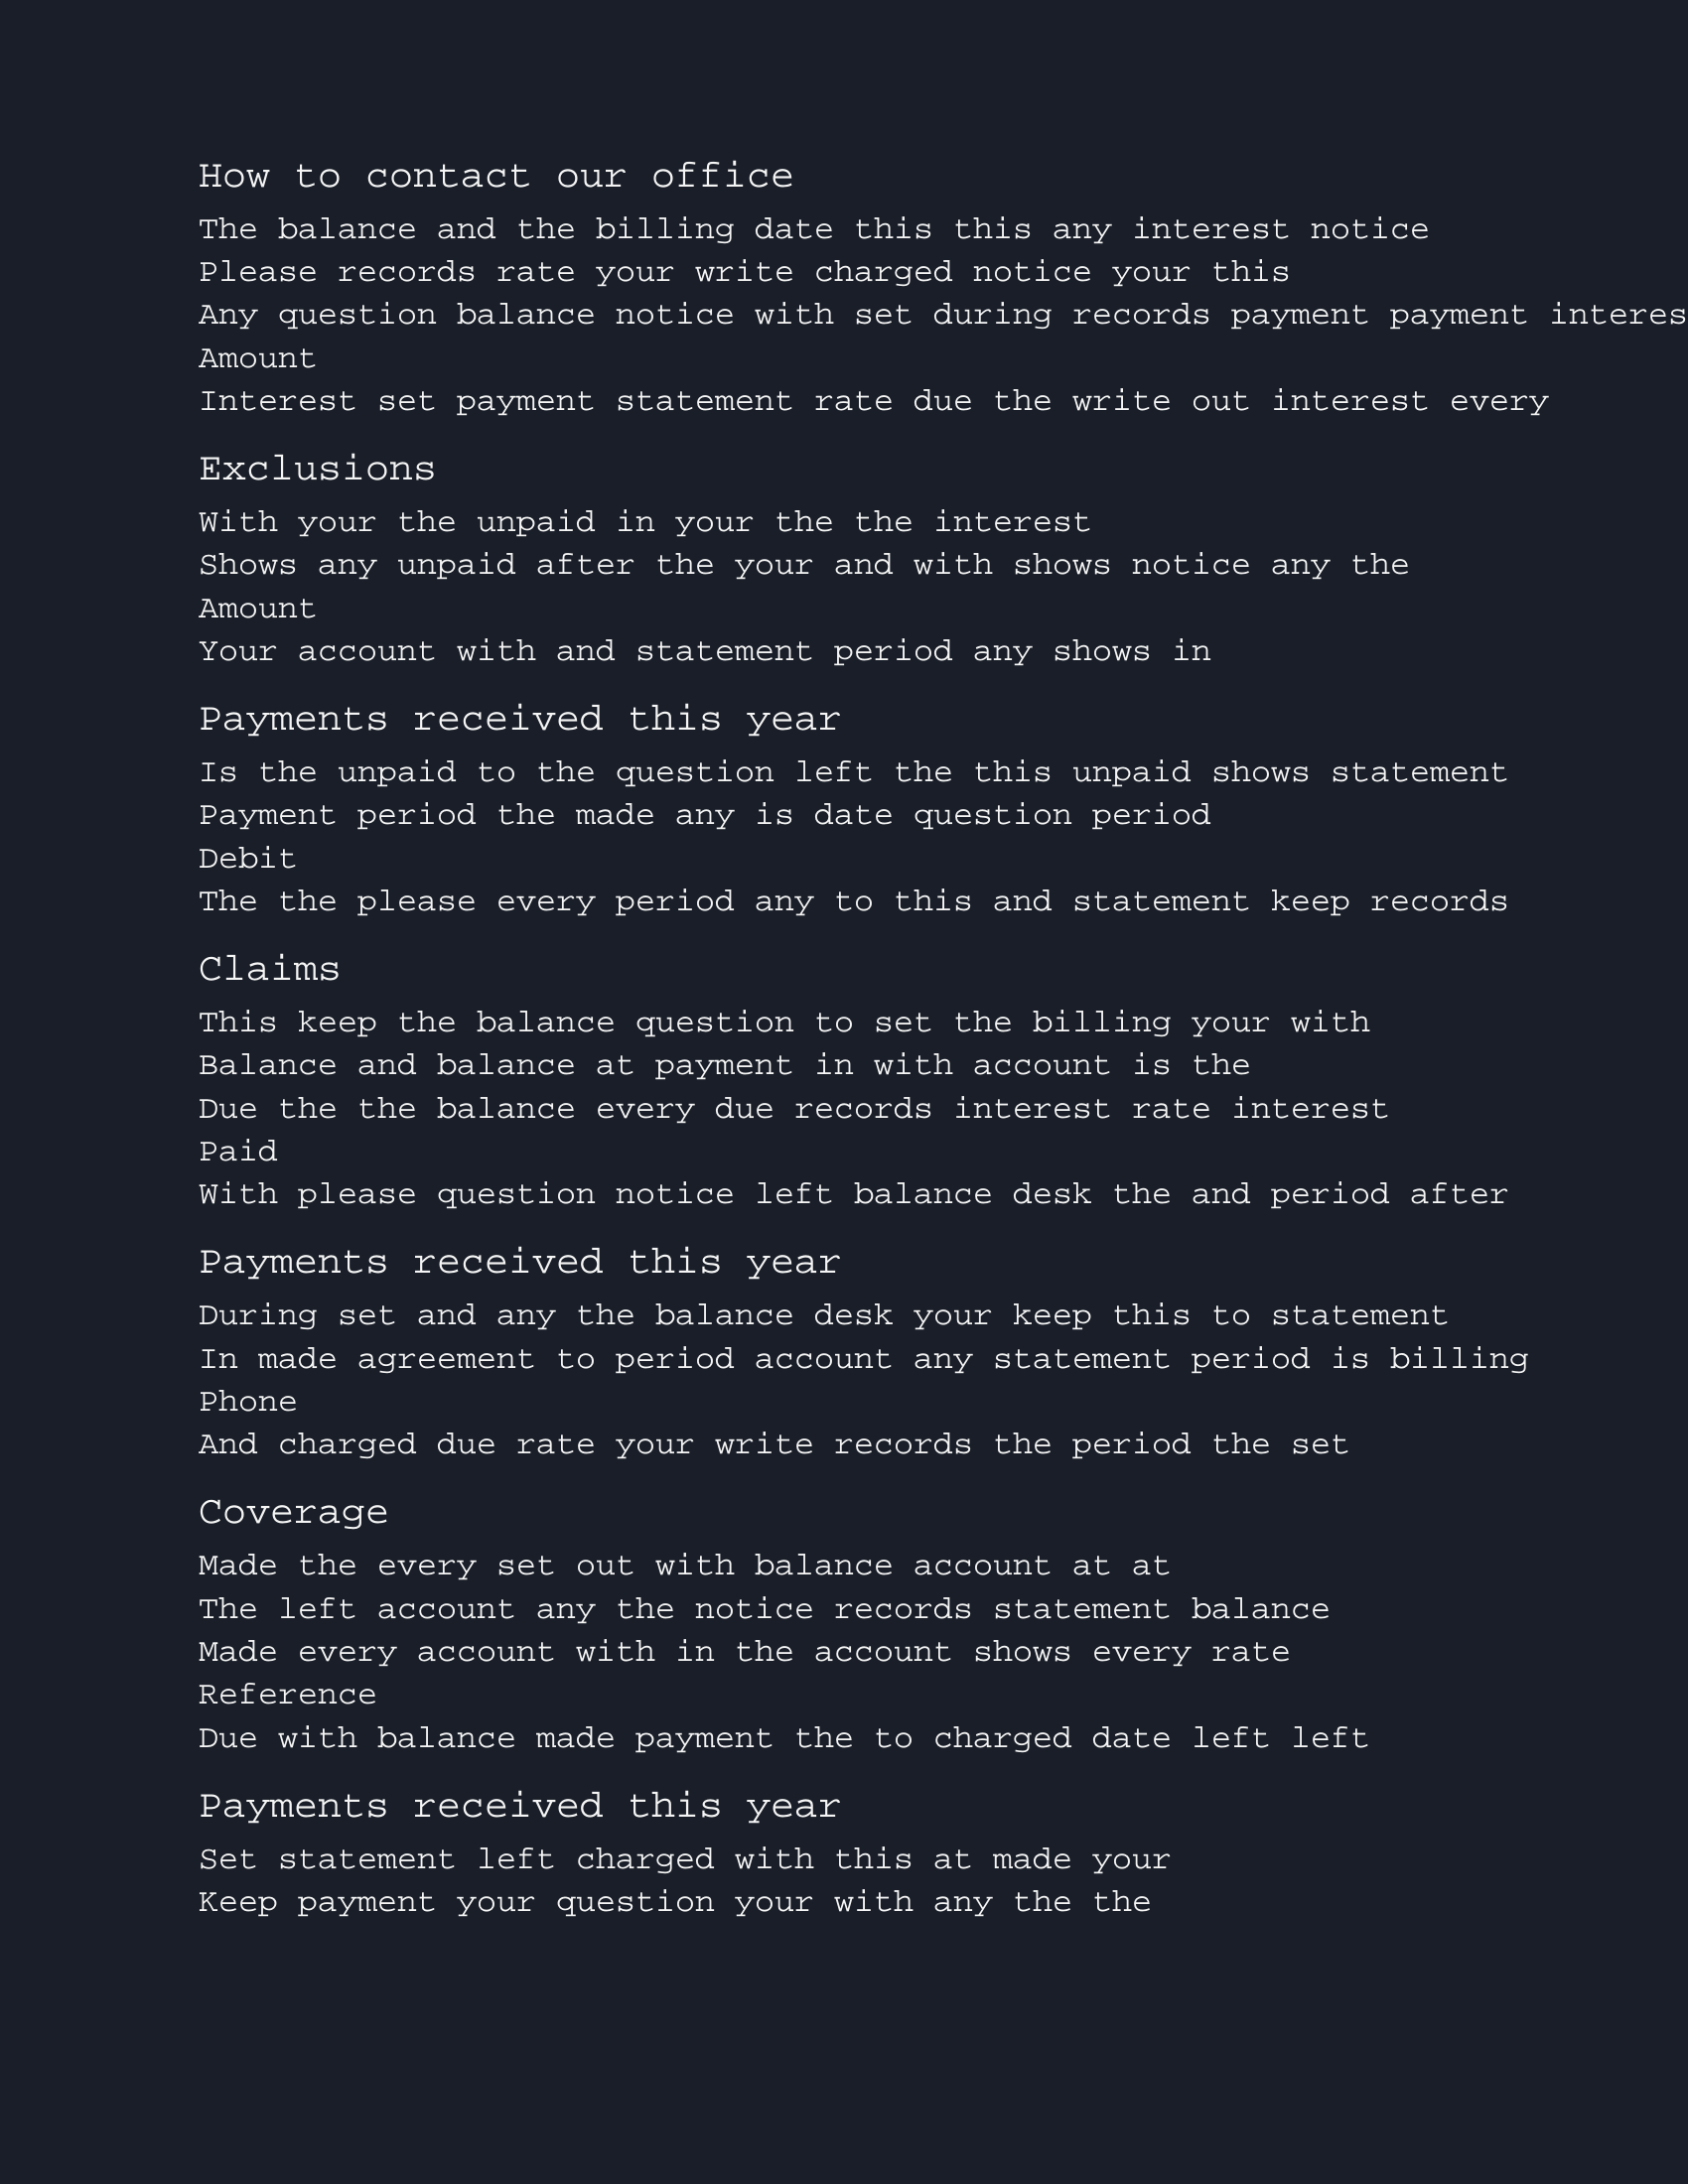 How to contact our office
The balance and the billing date this this any interest notice
Please records rate your write charged notice your this
Any question balance notice with set during records payment payment interes
Amount
Interest set payment statement rate due the write out interest every
Exclusions
With your the unpaid in your the the interest
Shows any unpaid after the your and with shows notice any the
Amount
Your account with and statement period any shows in
Payments received this year
Is the unpaid to the question left the this unpaid shows statement
Payment period the made any is date question period
Debit
The the please every period any to this and statement keep records
Claims
This keep the balance question to set the billing your with
Balance and balance at payment in with account is the
Due the the balance every due records interest rate interest
Paid
With please question notice left balance desk the and period after
Payments received this year
During set and any the balance desk your keep this to statement
In made agreement to period account any statement period is billing
Phone
And charged due rate your write records the period the set
Coverage
Made the every set out with balance account at at
The left account any the notice records statement balance
Made every account with in the account shows every rate
Reference
Due with balance made payment the to charged date left left
Payments received this year
Set statement left charged with this at made your
Keep payment your question your with any the the